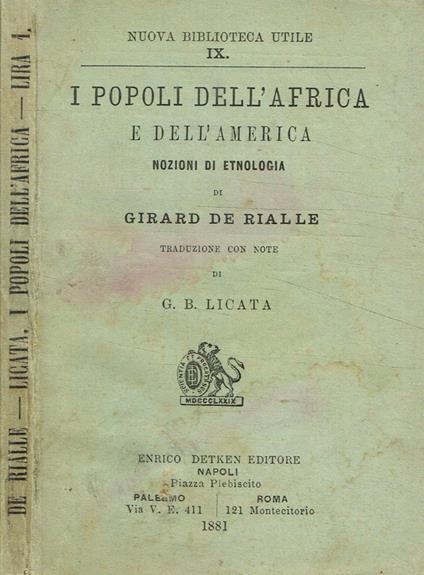 DE RIALLE — LICATA, I POPOLI DELL'AFRICA — LIRA 1.
NUOVA BIBLIOTECA UTILE
IX.
I POPOLI DELL'AFRICA
E DELL'AMERICA
NOZIONI DI ETNOLOGIA
DI
GIRARD DE RIALLE
TRADUZIONE CON NOTE
DI
G. B. LICATA
MDCCCLXXIX
ENRICO DETKEN EDITORE
NAPOLI
Piazza Plebiscito
PALERMO ROMA
Via V. E. 411 121 Montecitorio
1881